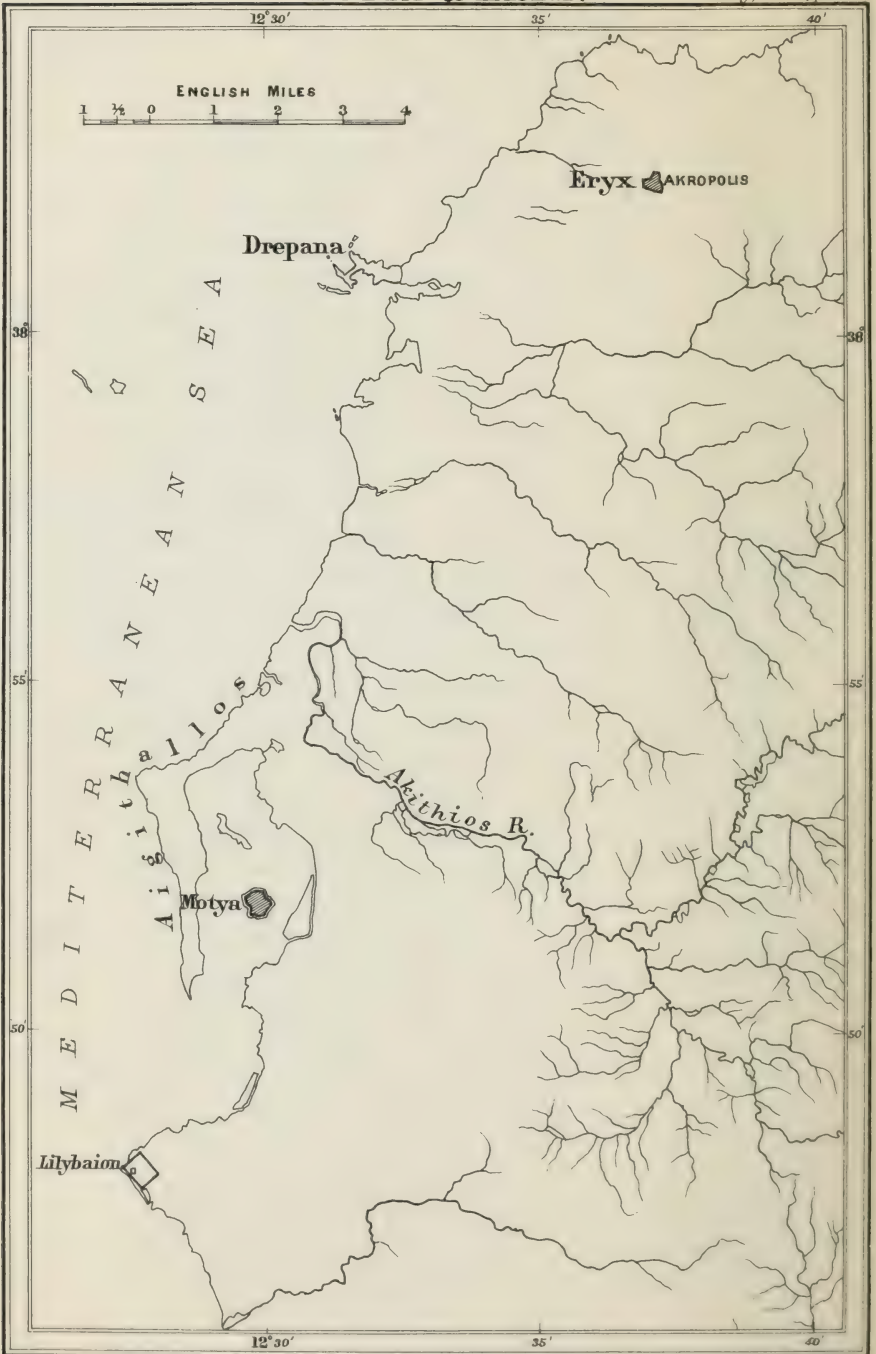 12°30'
35'
40'
ENGLISH MILES
1 ½ 0 1 2 3 4
Eryx AKROPOLIS
Drepana
38°
38°
MEDITERRANEAN SEA
55'
55'
Aigithallos
Akithios R.
Motya
50'
50'
Lilybaion
12°30'
35'
40'